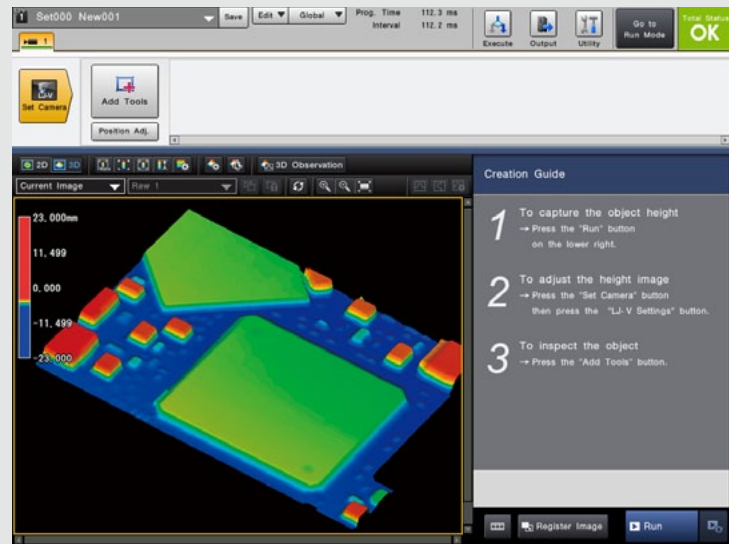 1 Set000 New001
Save
Edit
Global
Prog. Time 112.3 ms
Interval 112.2 ms
Execute
Output
Utility
Go to
Run Mode
Total Status
OK
1
LJ-V
Set Camera
Add Tools
Position Adj.
2D
3D
3D Observation
Current Image
Raw 1
23.000mm
11.499
0.000
-11.499
-23.000
Creation Guide
1 To capture the object height
→ Press the "Run" button
on the lower right.
2 To adjust the height image
→ Press the "Set Camera" button
then press the "LJ-V Settings" button.
3 To inspect the object
→ Press the "Add Tools" button.
Register Image
Run